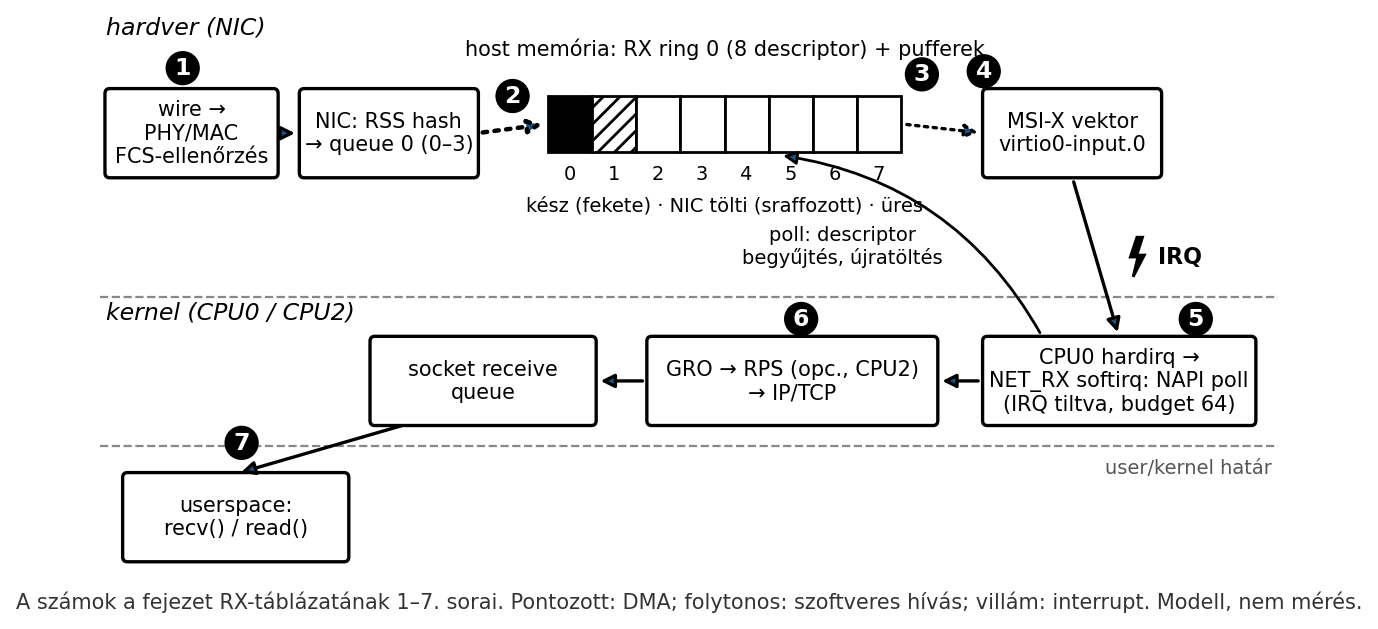 hardver (NIC)
host memória: RX ring 0 (8 descriptor) + pufferek
1
2
3
4
wire →
PHY/MAC
FCS-ellenőrzés
NIC: RSS hash
→ queue 0 (0–3)
MSI-X vektor
virtio0-input.0
0 1 2 3 4 5 6 7
kész (fekete) · NIC tölti (sraffozott) · üres
poll: descriptor
begyűjtés, újratöltés
IRQ
kernel (CPU0 / CPU2)
6
5
socket receive
queue
GRO → RPS (opc., CPU2)
→ IP/TCP
CPU0 hardirq →
NET_RX softirq: NAPI poll
(IRQ tiltva, budget 64)
7
user/kernel határ
userspace:
recv() / read()
A számok a fejezet RX-táblázatának 1–7. sorai. Pontozott: DMA; folytonos: szoftveres hívás; villám: interrupt. Modell, nem mérés.